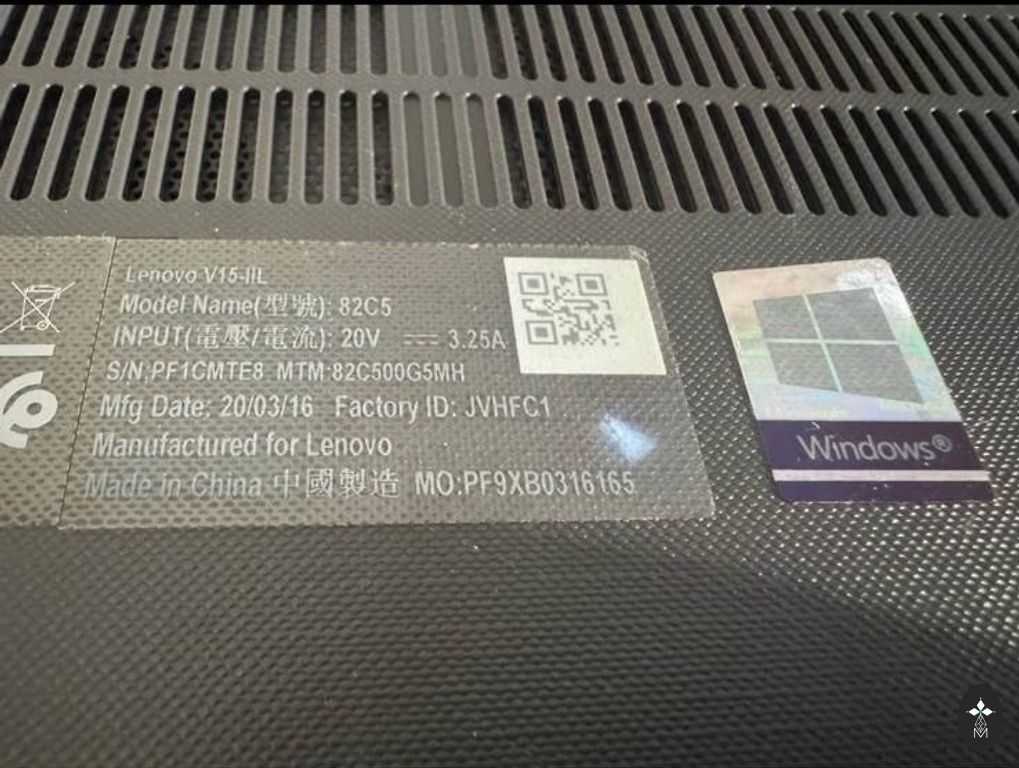 Lenovo V15-IIL
Model Name(型號): 82C5
INPUT(電壓/電流): 20V ⎓ 3.25A
S/N:PF1CMTE8 MTM:82C500G5MH
Mfg Date: 20/03/16 Factory ID: JVHFC1
Manufactured for Lenovo
Made in China 中國製造 MO:PF9XB0316165
Windows®
M